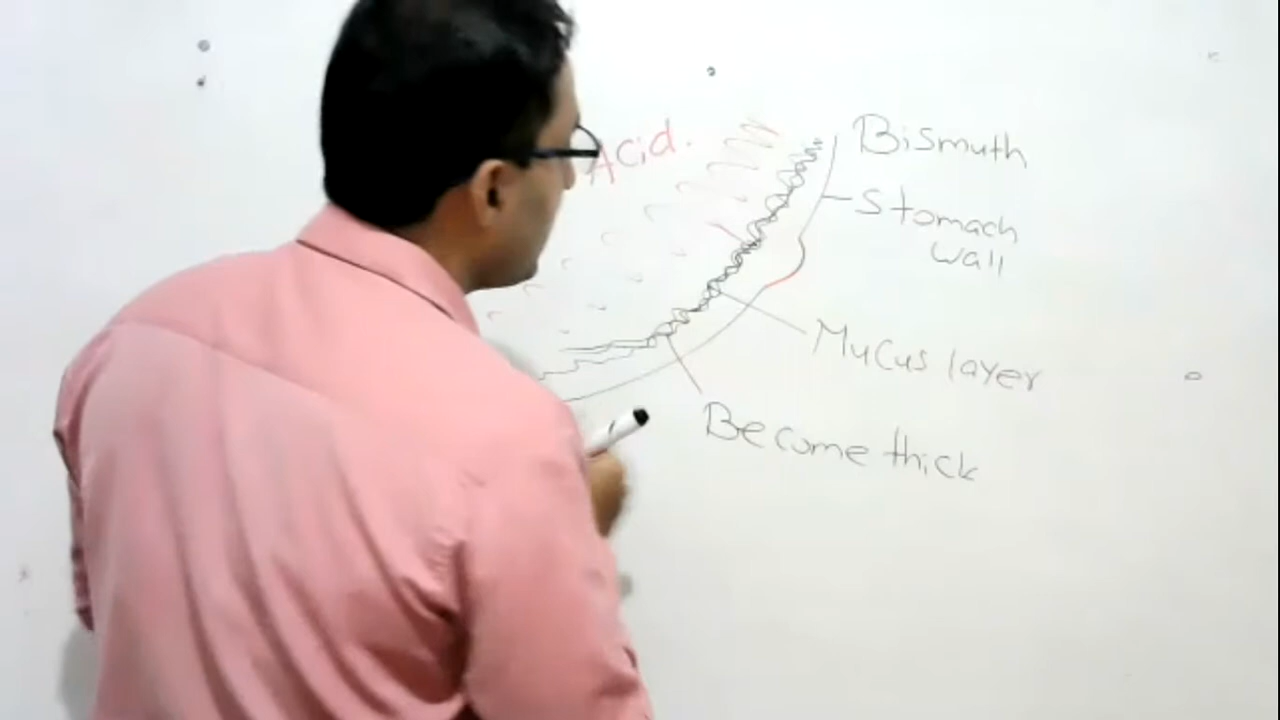 Acid.
Bismuth
Stomach
wall
Mucus layer
Become thick